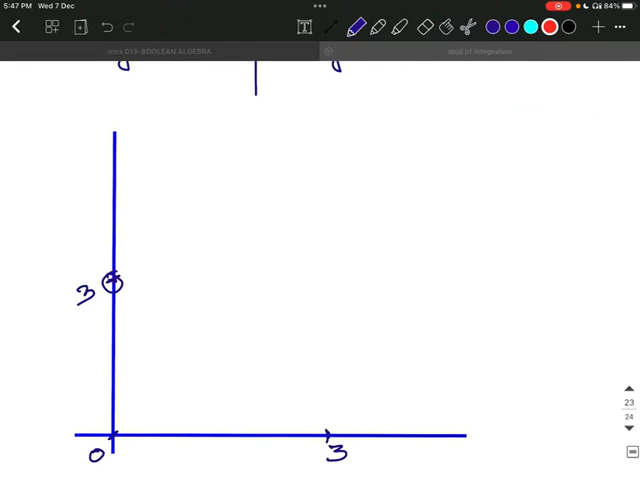 5:47 PM Wed 7 Dec
84%
mcs 013-BOOLEAN ALGEBRA
appl.of integration
T
3
0
3
23
24